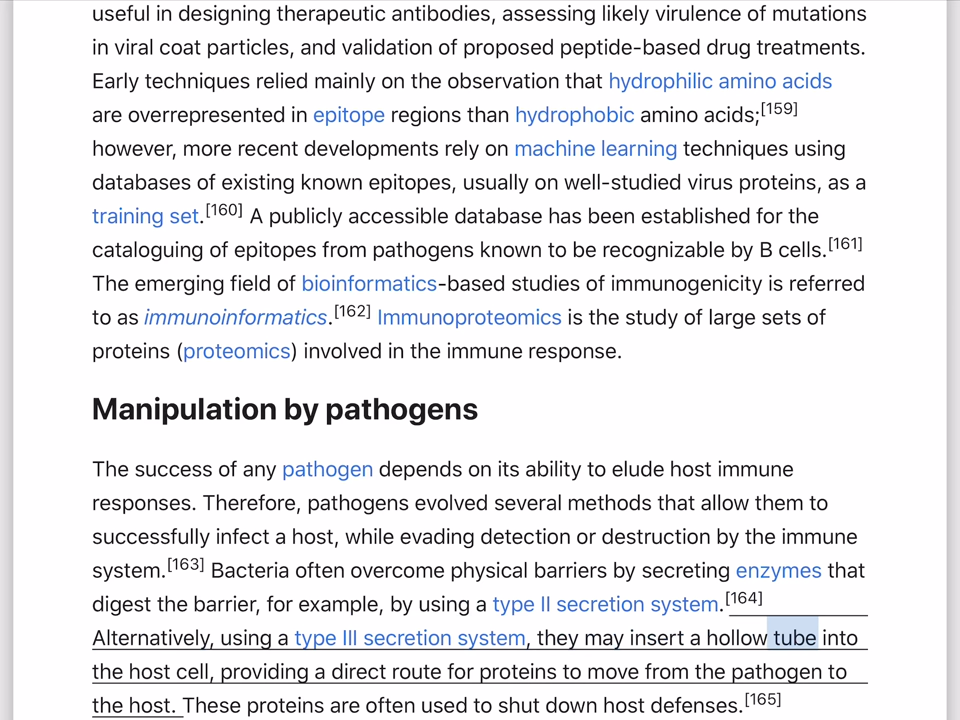 useful in designing therapeutic antibodies, assessing likely virulence of mutations
in viral coat particles, and validation of proposed peptide-based drug treatments.
Early techniques relied mainly on the observation that hydrophilic amino acids
are overrepresented in epitope regions than hydrophobic amino acids;[159]
however, more recent developments rely on machine learning techniques using
databases of existing known epitopes, usually on well-studied virus proteins, as a
training set.[160] A publicly accessible database has been established for the
cataloguing of epitopes from pathogens known to be recognizable by B cells.[161]
The emerging field of bioinformatics-based studies of immunogenicity is referred
to as immunoinformatics.[162] Immunoproteomics is the study of large sets of
proteins (proteomics) involved in the immune response.
Manipulation by pathogens
The success of any pathogen depends on its ability to elude host immune
responses. Therefore, pathogens evolved several methods that allow them to
successfully infect a host, while evading detection or destruction by the immune
system.[163] Bacteria often overcome physical barriers by secreting enzymes that
digest the barrier, for example, by using a type II secretion system.[164]
Alternatively, using a type III secretion system, they may insert a hollow tube into
the host cell, providing a direct route for proteins to move from the pathogen to
the host. These proteins are often used to shut down host defenses.[165]